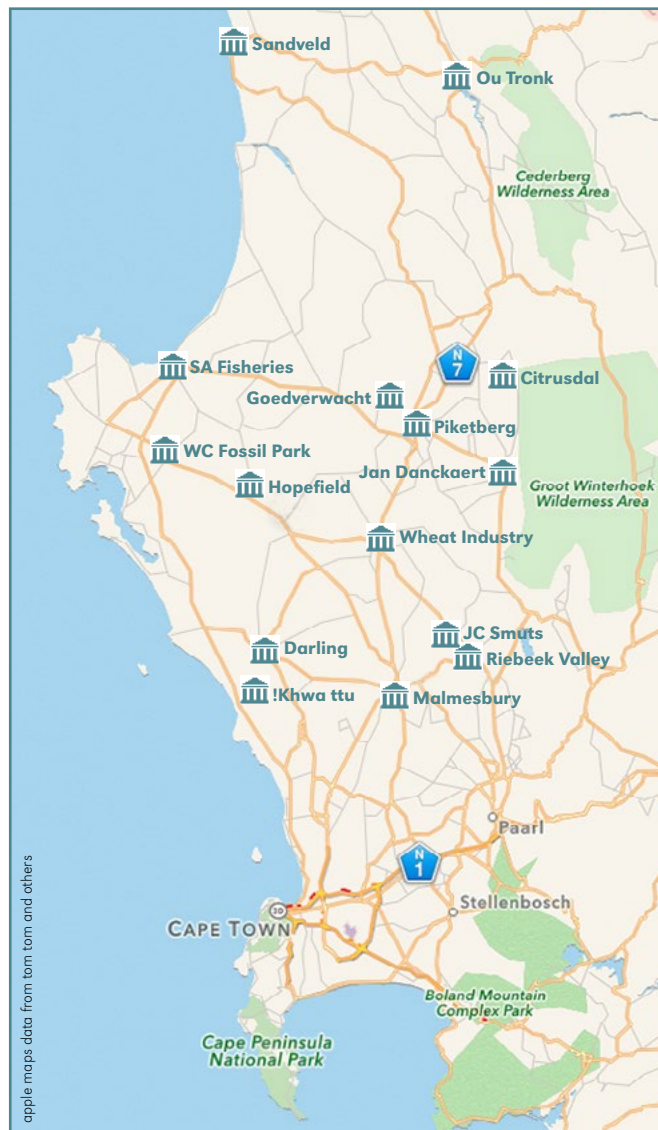 Sandveld
Ou Tronk
Cederberg
Wilderness Area
SA Fisheries
N
7
Citrusdal
Goedverwacht
Piketberg
WC Fossil Park
Jan Danckaert
Hopefield
Groot Winterhoek
Wilderness Area
Wheat Industry
JC Smuts
Darling
Riebeek Valley
!Khwa ttu
Malmesbury
Paarl
N
1
Stellenbosch
CAPE TOWN
Boland Mountain
Complex Park
Cape Peninsula
National Park
apple maps data from tom tom and others